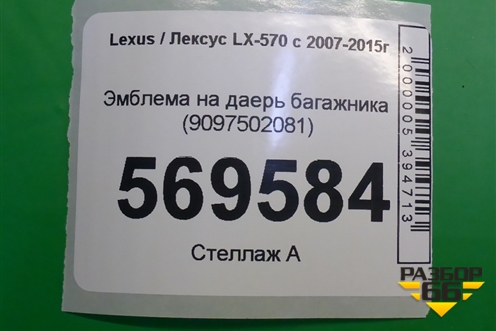 Lexus / Лексус LX-570 с 2007-2015г
Эмблема на даерь багажника
(9097502081)
569584
Стеллаж А
2000005394713
РАЗБОР
66